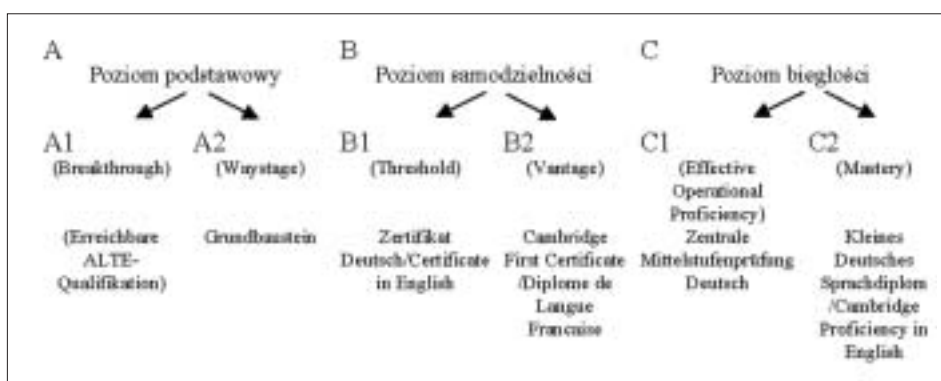 A
Poziom podstawowy
B
Poziom samodzielności
C
Poziom biegłości
A1
(Breakthrough)
(Erreichbare
ALTE-
Qualifikation)
A2
(Waystage)
Grundbaustein
B1
(Threshold)
Zertifikat
Deutsch/Certificate
in English
B2
(Vantage)
Cambridge
First Certificate
/Diplome de
Langue
Francaise
C1
(Effective
Operational
Proficiency)
Zentrale
Mittelstufenprüfung
Deutsch
C2
(Mastery)
Kleines
Deutsches
Sprachdiplom
/Cambridge
Proficiency in
English